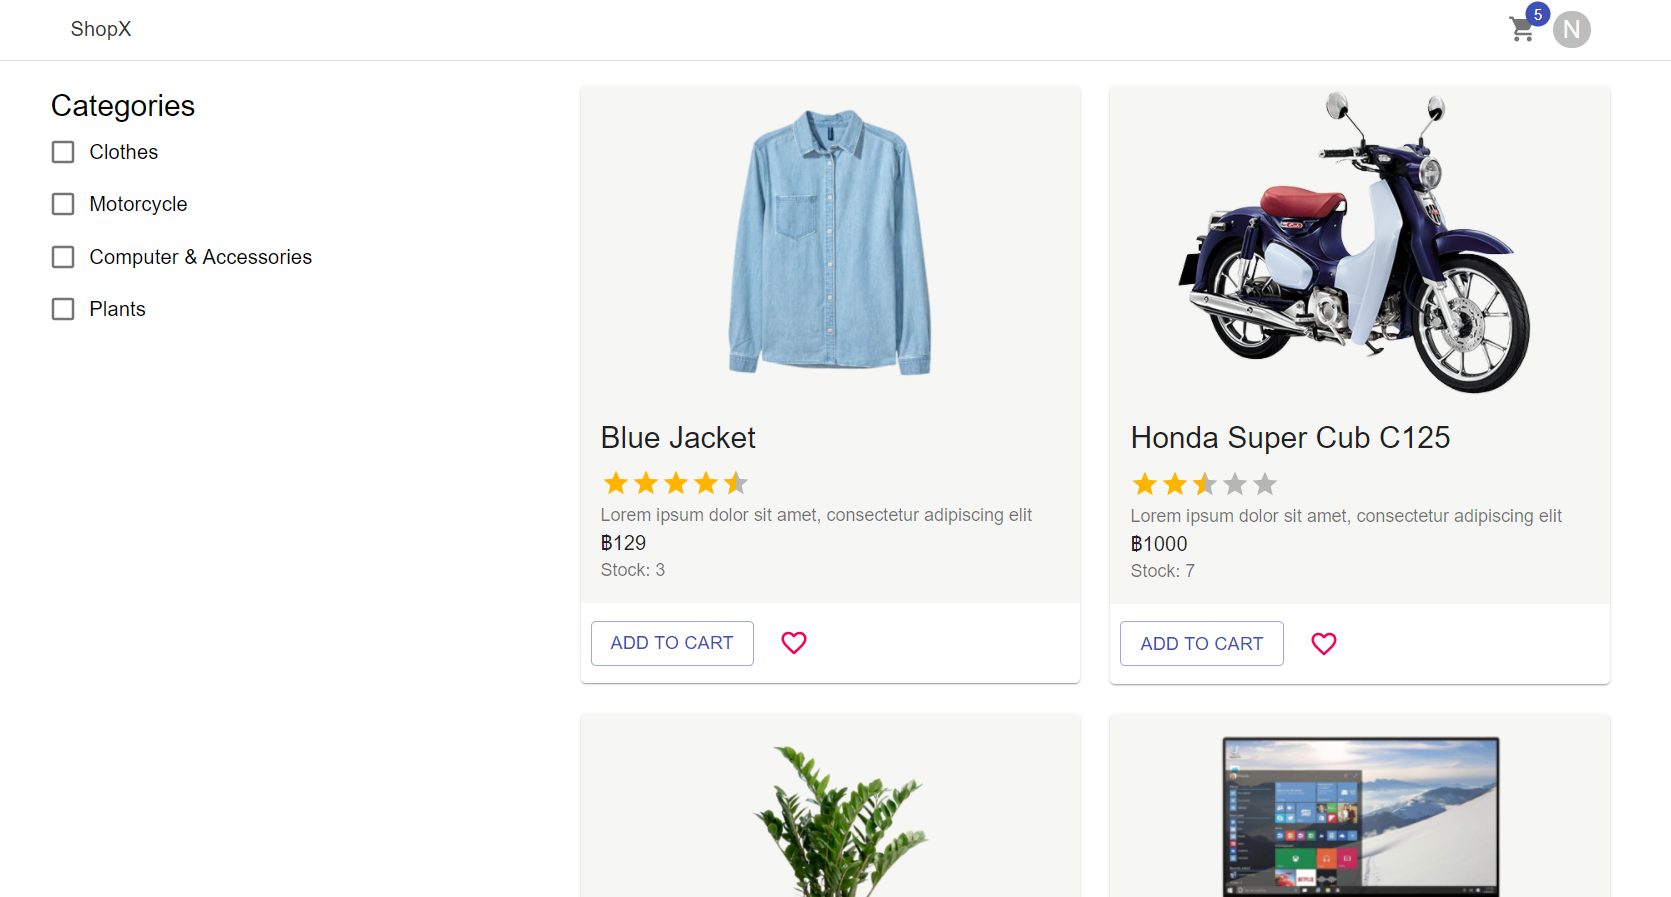 ShopX
5
N
Categories
Clothes
Motorcycle
Computer & Accessories
Plants
Blue Jacket
Lorem ipsum dolor sit amet, consectetur adipiscing elit
฿129
Stock: 3
ADD TO CART
Honda Super Cub C125
Lorem ipsum dolor sit amet, consectetur adipiscing elit
฿1000
Stock: 7
ADD TO CART